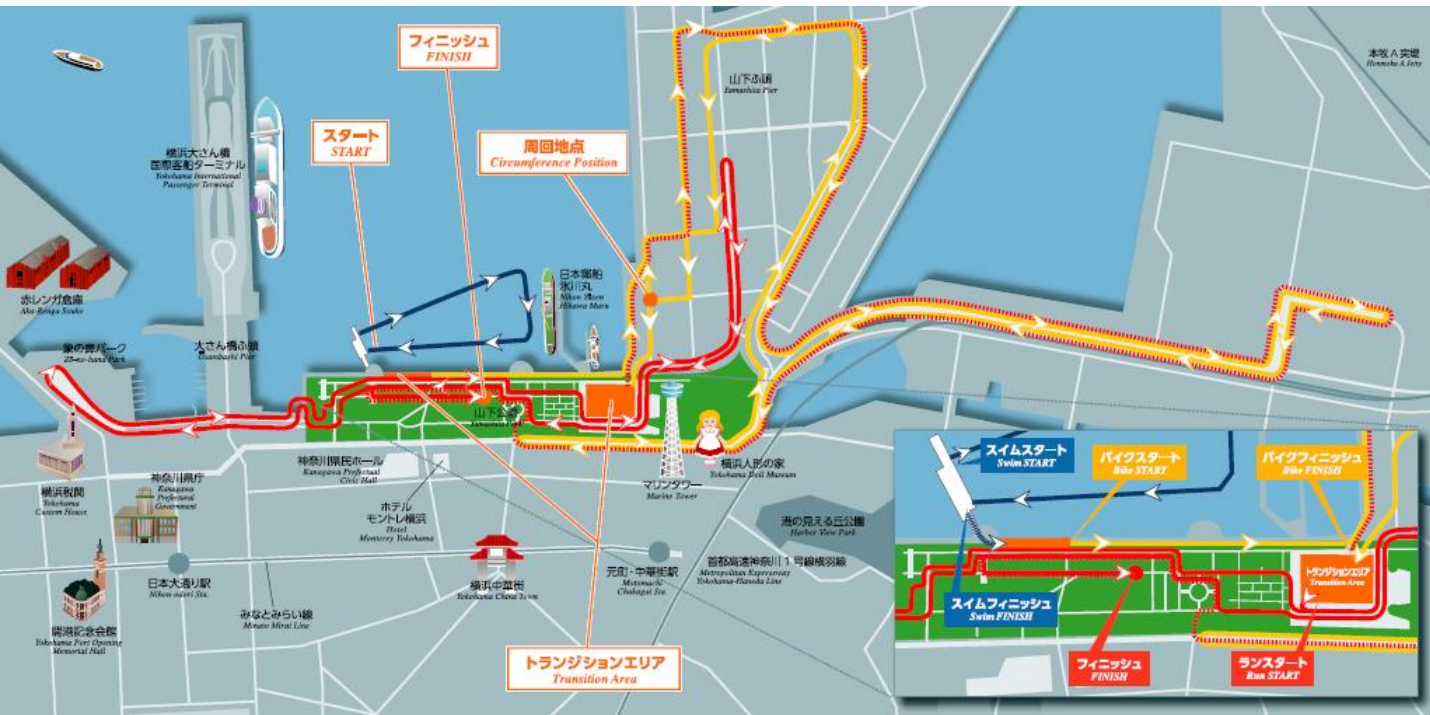 本牧 A 突堤
Honmoku A Jetty
フィニッシュ
FINISH
山下ふ頭
Yamashita Pier
スタート
START
周回地点
Circumference Position
横浜大さん橋
国際客船ターミナル
Yokohama International
Passenger Terminal
日本郵船
氷川丸
Nihon Yusen
Hikawa Maru
赤レンガ倉庫
Aka-Renga Souko
象の鼻パーク
Zo-no-hana Park
大さん橋ふ頭
Osambashi Pier
山下公園
Yamashita Park
横浜税関
Yokohama
Custom House
神奈川県庁
Kanagawa
Prefectural
Government
神奈川県民ホール
Kanagawa Prefectual
Civic Hall
ホテル
モントレ横浜
Hotel
Monterey Yokohama
マリンタワー
Marine Tower
横浜人形の家
Yokohama Doll Museum
港の見える丘公園
Harbor View Park
日本大通り駅
Nihon-odori Sta.
みなとみらい線
Minato Mirai Line
横浜中華街
Yokohama China Town
元町・中華街駅
Motomachi-
Chukagai Sta.
首都高速神奈川1号線横羽線
Metropolitan Expressway
Yokohama-Haneda Line
開港記念会館
Yokohama Port Opening
Memorial Hall
トランジションエリア
Transition Area
スイムスタート
Swim START
バイクスタート
Bike START
バイクフィニッシュ
Bike FINISH
トランジションエリア
Transition Area
スイムフィニッシュ
Swim FINISH
フィニッシュ
FINISH
ランスタート
Run START